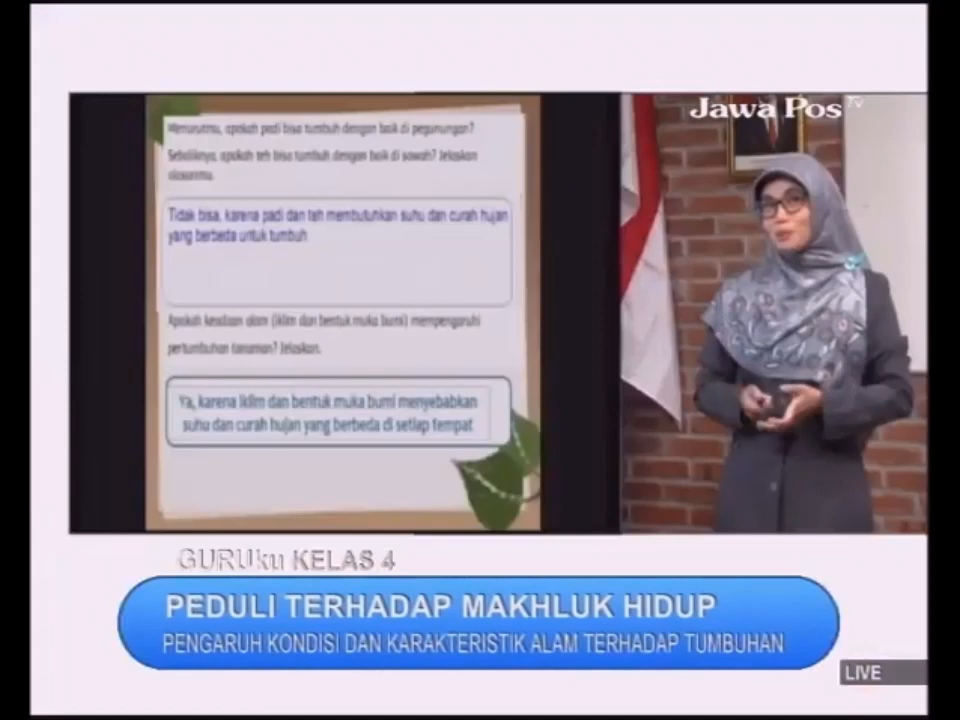 Jawa Pos TV
Menurutmu, apakah padi bisa tumbuh dengan baik di pegunungan?
Sebaliknya, apakah teh bisa tumbuh dengan baik di sawah? Jelaskan
alasanmu.
Tidak bisa, karena padi dan teh membutuhkan suhu dan curah hujan
yang berbeda untuk tumbuh
Apakah keadaan alam (iklim dan bentuk muka bumi) mempengaruhi
pertumbuhan tanaman? Jelaskan.
Ya, karena iklim dan bentuk muka bumi menyebabkan
suhu dan curah hujan yang berbeda di setiap tempat
GURUku KELAS 4
PEDULI TERHADAP MAKHLUK HIDUP
PENGARUH KONDISI DAN KARAKTERISTIK ALAM TERHADAP TUMBUHAN
LIVE